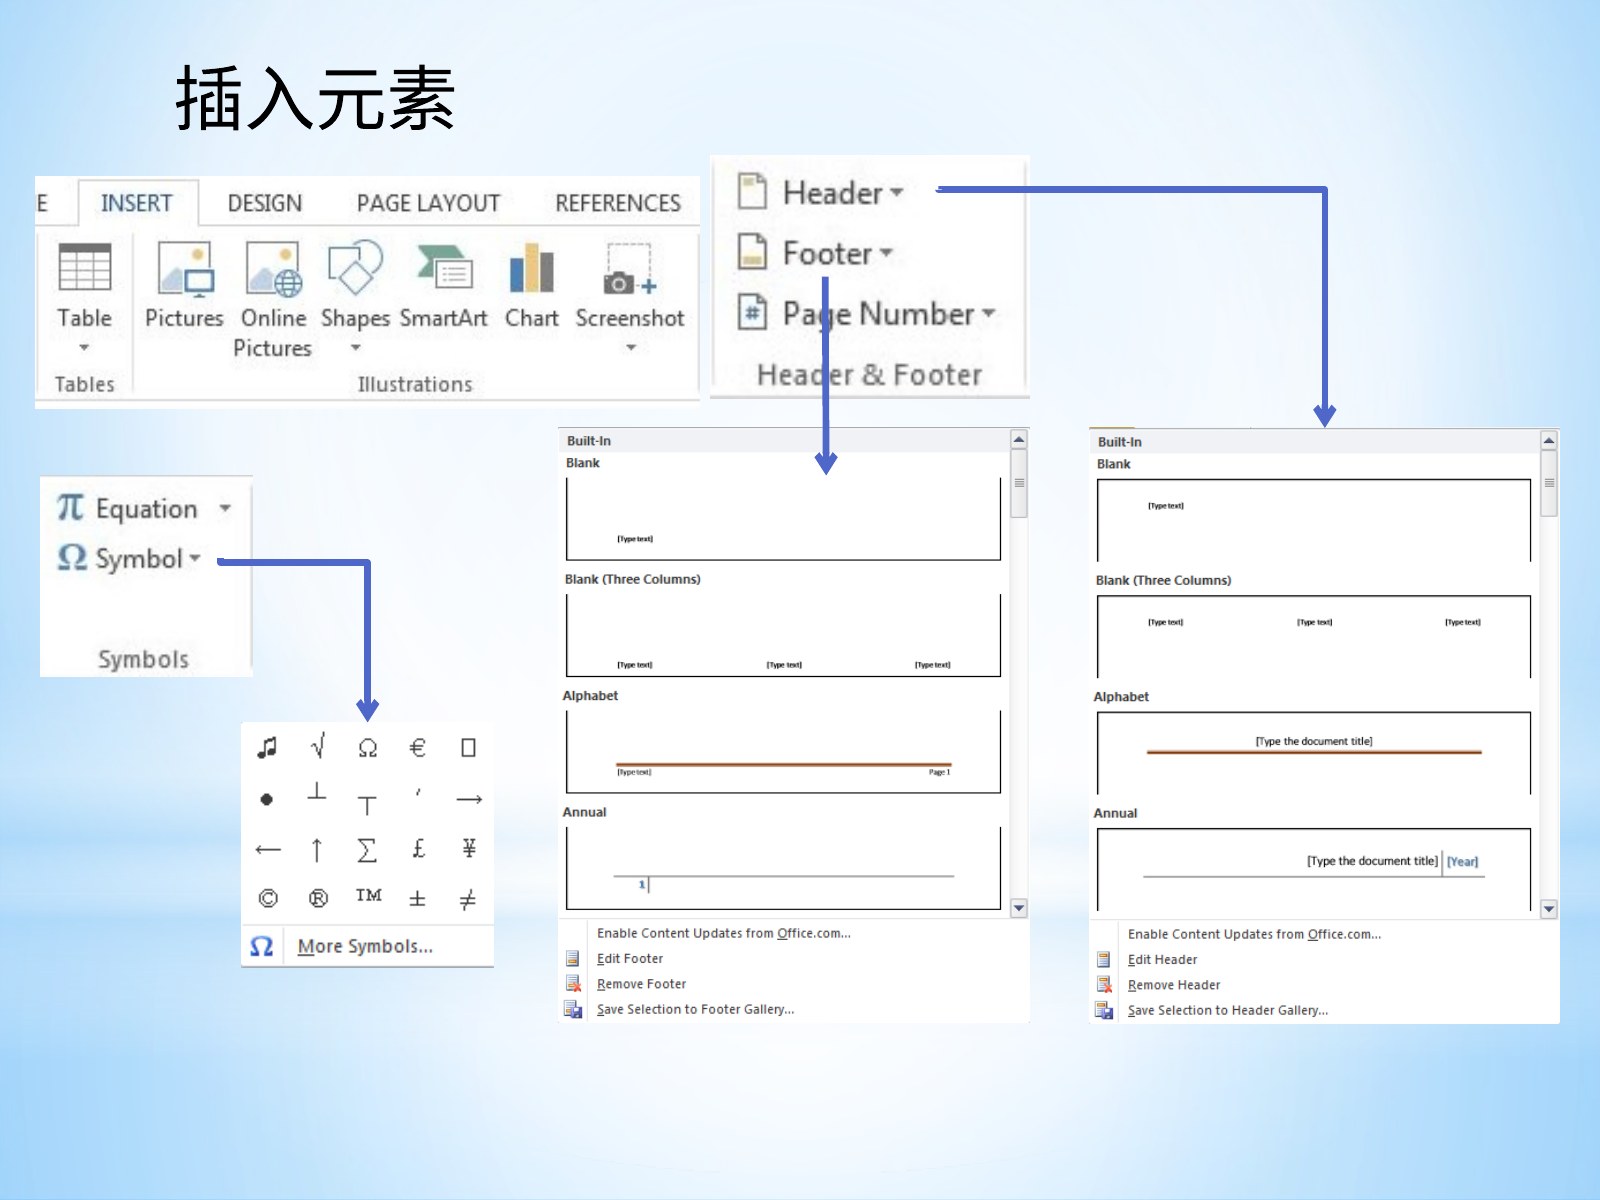 插入元素
E INSERT DESIGN PAGE LAYOUT REFERENCES
Table Pictures Online Pictures Shapes SmartArt Chart Screenshot
Tables Illustrations
Header
Footer
Page Number
Header & Footer
π Equation
Ω Symbol
Symbols
♫ √ Ω € □
● ┴ ┬ ′ →
← ↑ ∑ £ ¥
© ® ™ ± ≠
Ω More Symbols...
Built-In
Blank
[Type text]
Blank (Three Columns)
[Type text] [Type text] [Type text]
Alphabet
[Type text] Page 1
Annual
1
Enable Content Updates from Office.com...
Edit Footer
Remove Footer
Save Selection to Footer Gallery...
Built-In
Blank
[Type text]
Blank (Three Columns)
[Type text] [Type text] [Type text]
Alphabet
[Type the document title]
Annual
[Type the document title] [Year]
Enable Content Updates from Office.com...
Edit Header
Remove Header
Save Selection to Header Gallery...